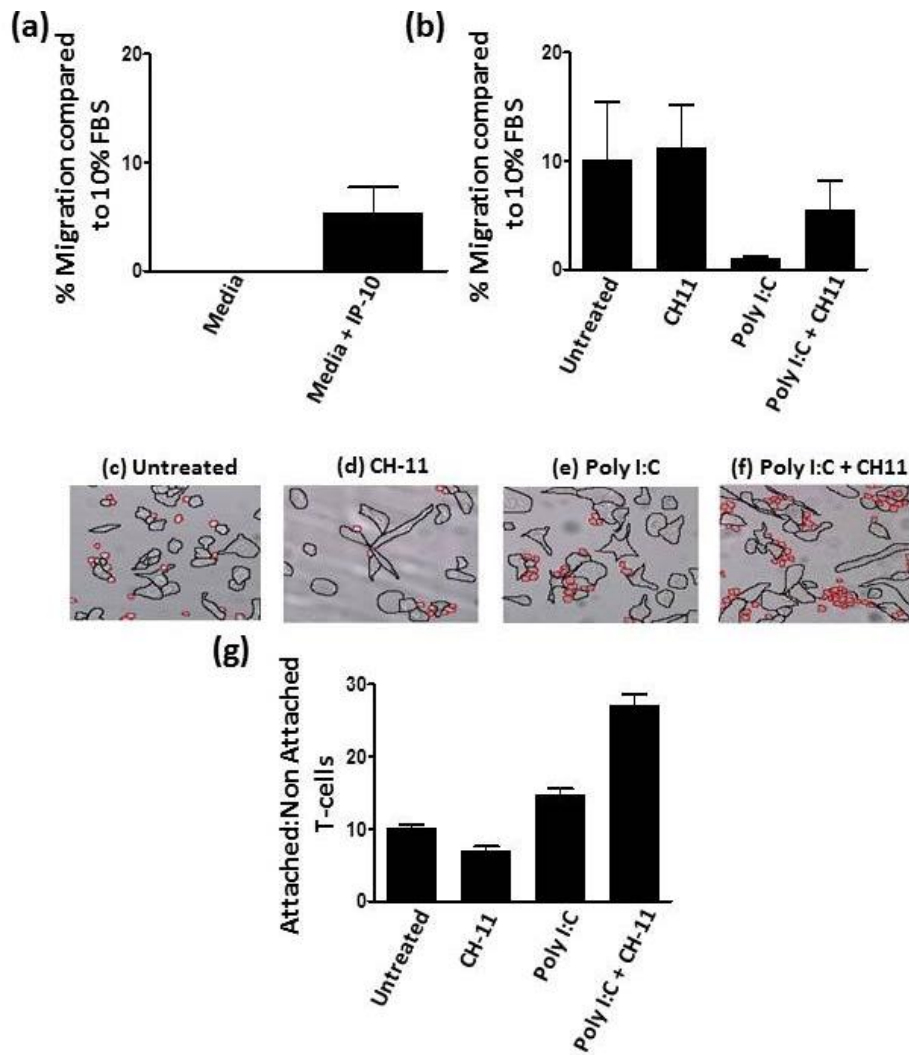 (a)
% Migration compared
to 10% FBS
20
10
0
Media
Media + IP-10
(b)
% Migration compared
to 10% FBS
20
10
0
Untreated
CH11
Poly I:C
Poly I:C + CH11
(c) Untreated
(d) CH-11
(e) Poly I:C
(f) Poly I:C + CH11
(g)
Attached:Non Attached
T-cells
30
20
10
0
Untreated
CH-11
Poly I:C
Poly I:C + CH-11